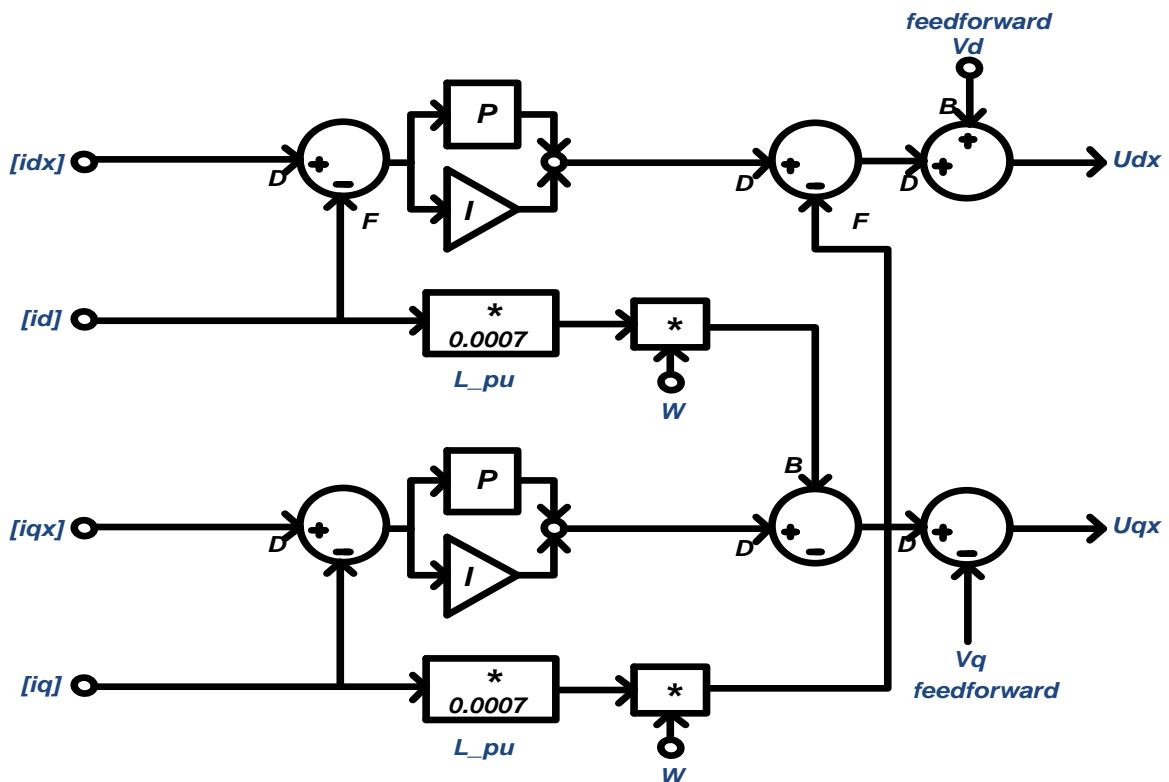 feedforward
Vd
P
B
[idx]
+
-
D
I
F
+
-
D
F
+
+
D
Udx
[id]
*
0.0007
L_pu
*
W
P
B
[iqx]
+
-
D
I
+
-
D
+
-
D
Uqx
[iq]
*
0.0007
L_pu
*
W
Vq
feedforward